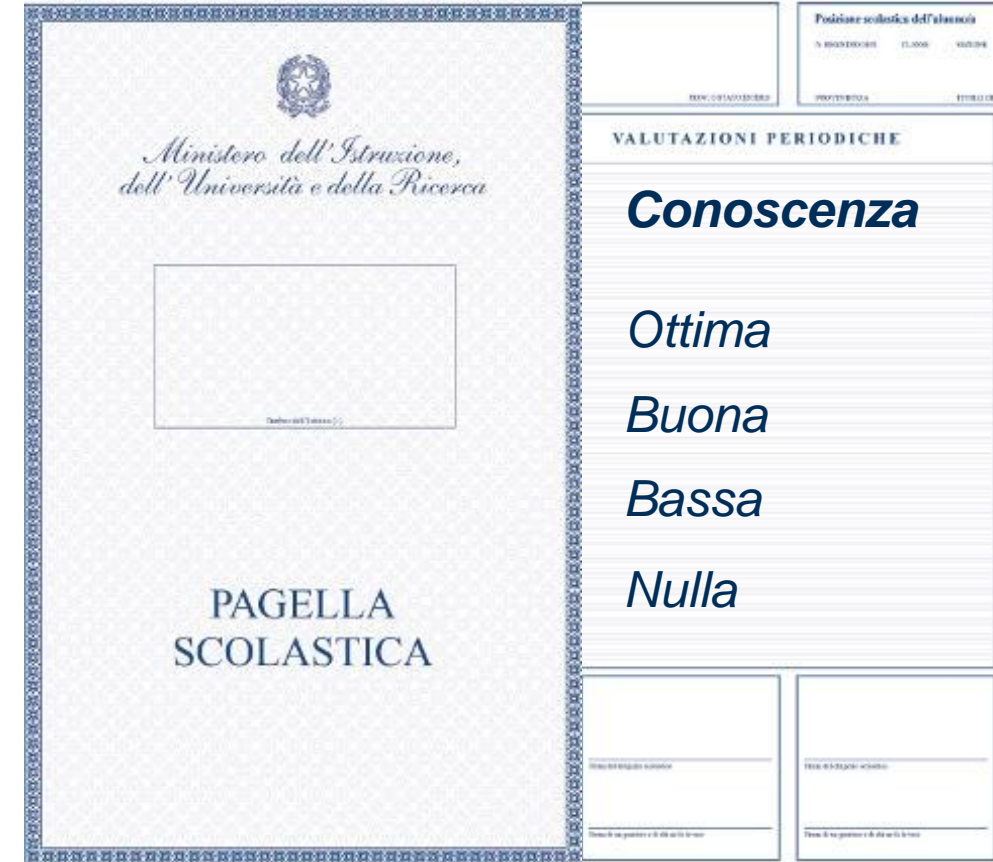 Ministero dell'Istruzione,
dell'Università e della Ricerca
PAGELLA
SCOLASTICA
Posizione scolastica dell'alunno/a
VALUTAZIONI PERIODICHE
Conoscenza
Ottima
Buona
Bassa
Nulla